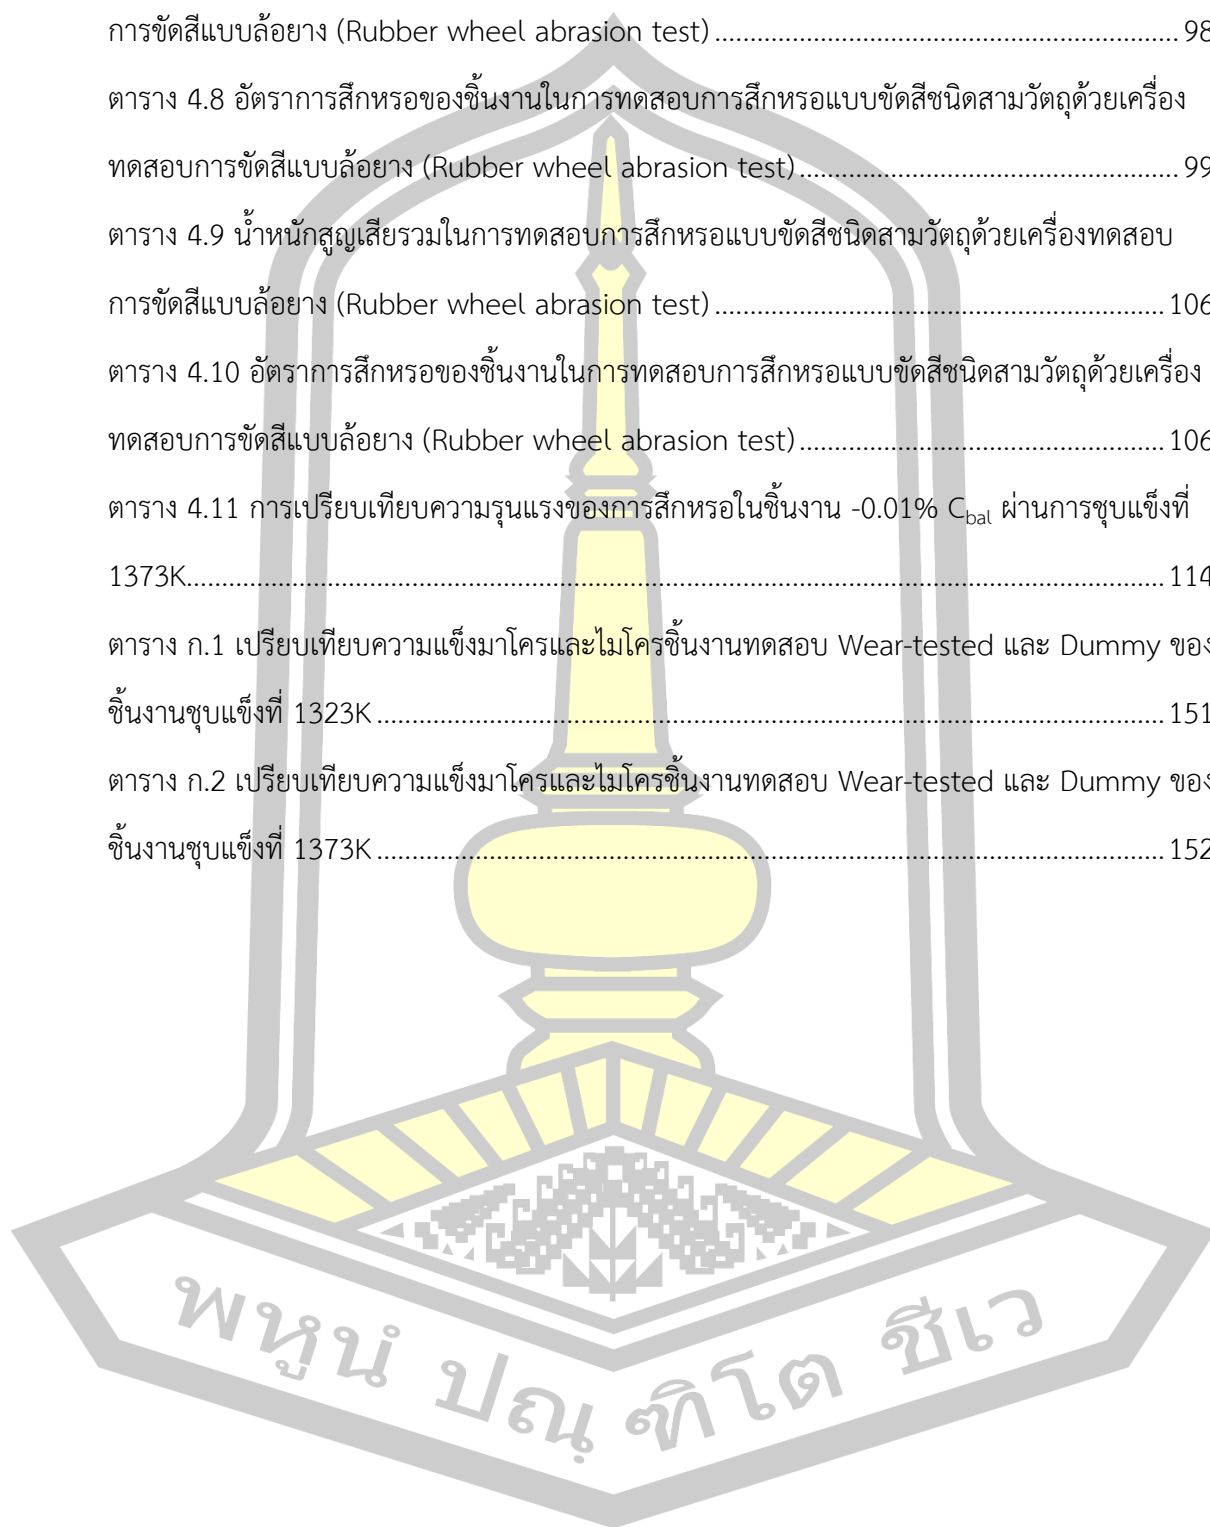 การขัดสีแบบล้อยาง (Rubber wheel abrasion test) ........................................................................... 98
ตาราง 4.8 อัตราการสึกหรอของชิ้นงานในการทดสอบการสึกหรอแบบขัดสีชนิดสามวัตถุด้วยเครื่อง
ทดสอบการขัดสีแบบล้อยาง (Rubber wheel abrasion test) ............................................................. 99
ตาราง 4.9 น้ำหนักสูญเสียรวมในการทดสอบการสึกหรอแบบขัดสีชนิดสามวัตถุด้วยเครื่องทดสอบ
การขัดสีแบบล้อยาง (Rubber wheel abrasion test) ......................................................................... 106
ตาราง 4.10 อัตราการสึกหรอของชิ้นงานในการทดสอบการสึกหรอแบบขัดสีชนิดสามวัตถุด้วยเครื่อง
ทดสอบการขัดสีแบบล้อยาง (Rubber wheel abrasion test) ........................................................... 106
ตาราง 4.11 การเปรียบเทียบความรุนแรงของการสึกหรอในชิ้นงาน -0.01% Cbal ผ่านการชุบแข็งที่
1373K................................................................................................................................................ 114
ตาราง ก.1 เปรียบเทียบความแข็งมาโครและไมโครชิ้นงานทดสอบ Wear-tested และ Dummy ของ
ชิ้นงานชุบแข็งที่ 1323K ................................................................................................................... 151
ตาราง ก.2 เปรียบเทียบความแข็งมาโครและไมโครชิ้นงานทดสอบ Wear-tested และ Dummy ของ
ชิ้นงานชุบแข็งที่ 1373K ................................................................................................................... 152
พหูนํ ปณฺฑิโต ชีเว